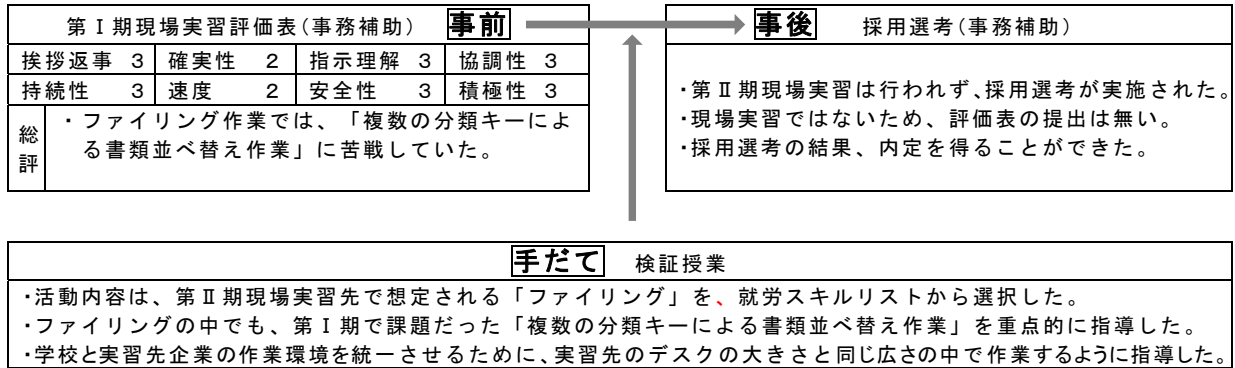 第Ⅰ期現場実習評価表(事務補助) 事前
挨拶返事 3 確実性 2 指示理解 3 協調性 3
持続性 3 速度 2 安全性 3 積極性 3
総評
・ファイリング作業では、「複数の分類キーによ
る書類並べ替え作業」に苦戦していた。
事後 採用選考(事務補助)
・第Ⅱ期現場実習は行われず、採用選考が実施された。
・現場実習ではないため、評価表の提出は無い。
・採用選考の結果、内定を得ることができた。
手だて 検証授業
・活動内容は、第Ⅱ期現場実習先で想定される「ファイリング」を、就労スキルリストから選択した。
・ファイリングの中でも、第Ⅰ期で課題だった「複数の分類キーによる書類並べ替え作業」を重点的に指導した。
・学校と実習先企業の作業環境を統一させるために、実習先のデスクの大きさと同じ広さの中で作業するように指導した。